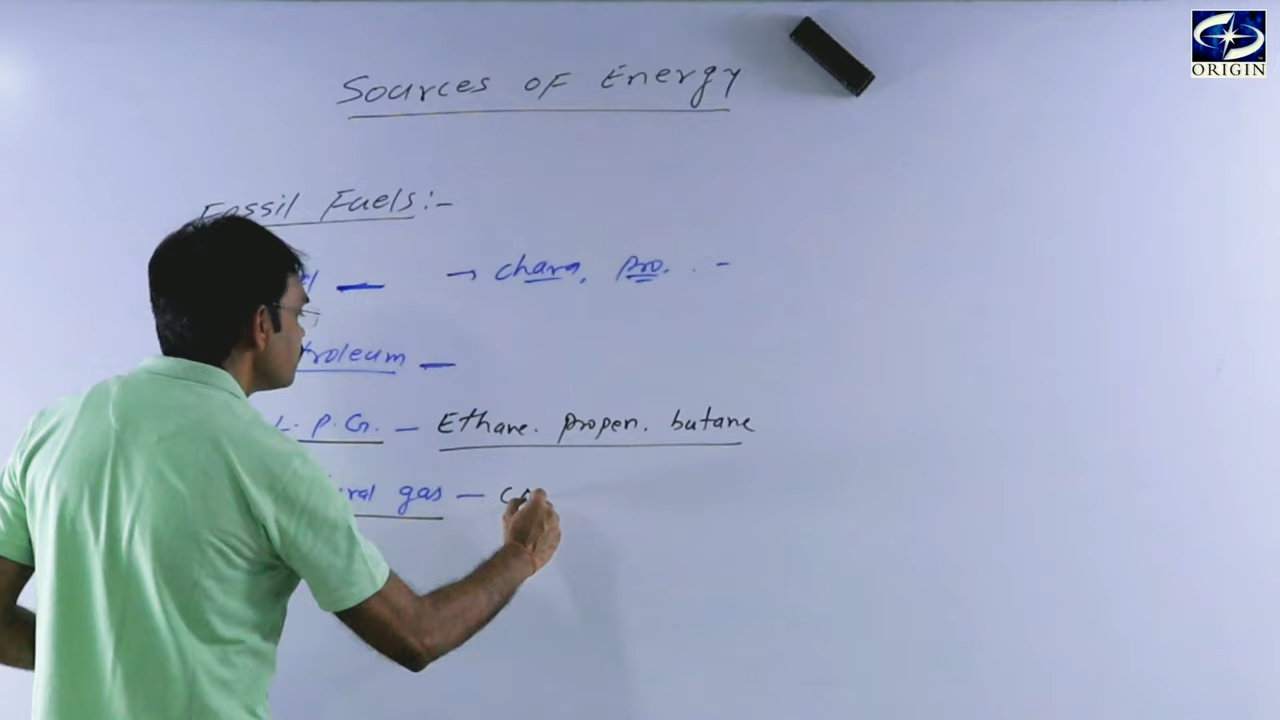 ORIGIN
Sources of Energy
Fossil Fuels:-
→ chara, pro. . . -
troleum —
L.P.G. — Ethane. propen. butane
ral gas —